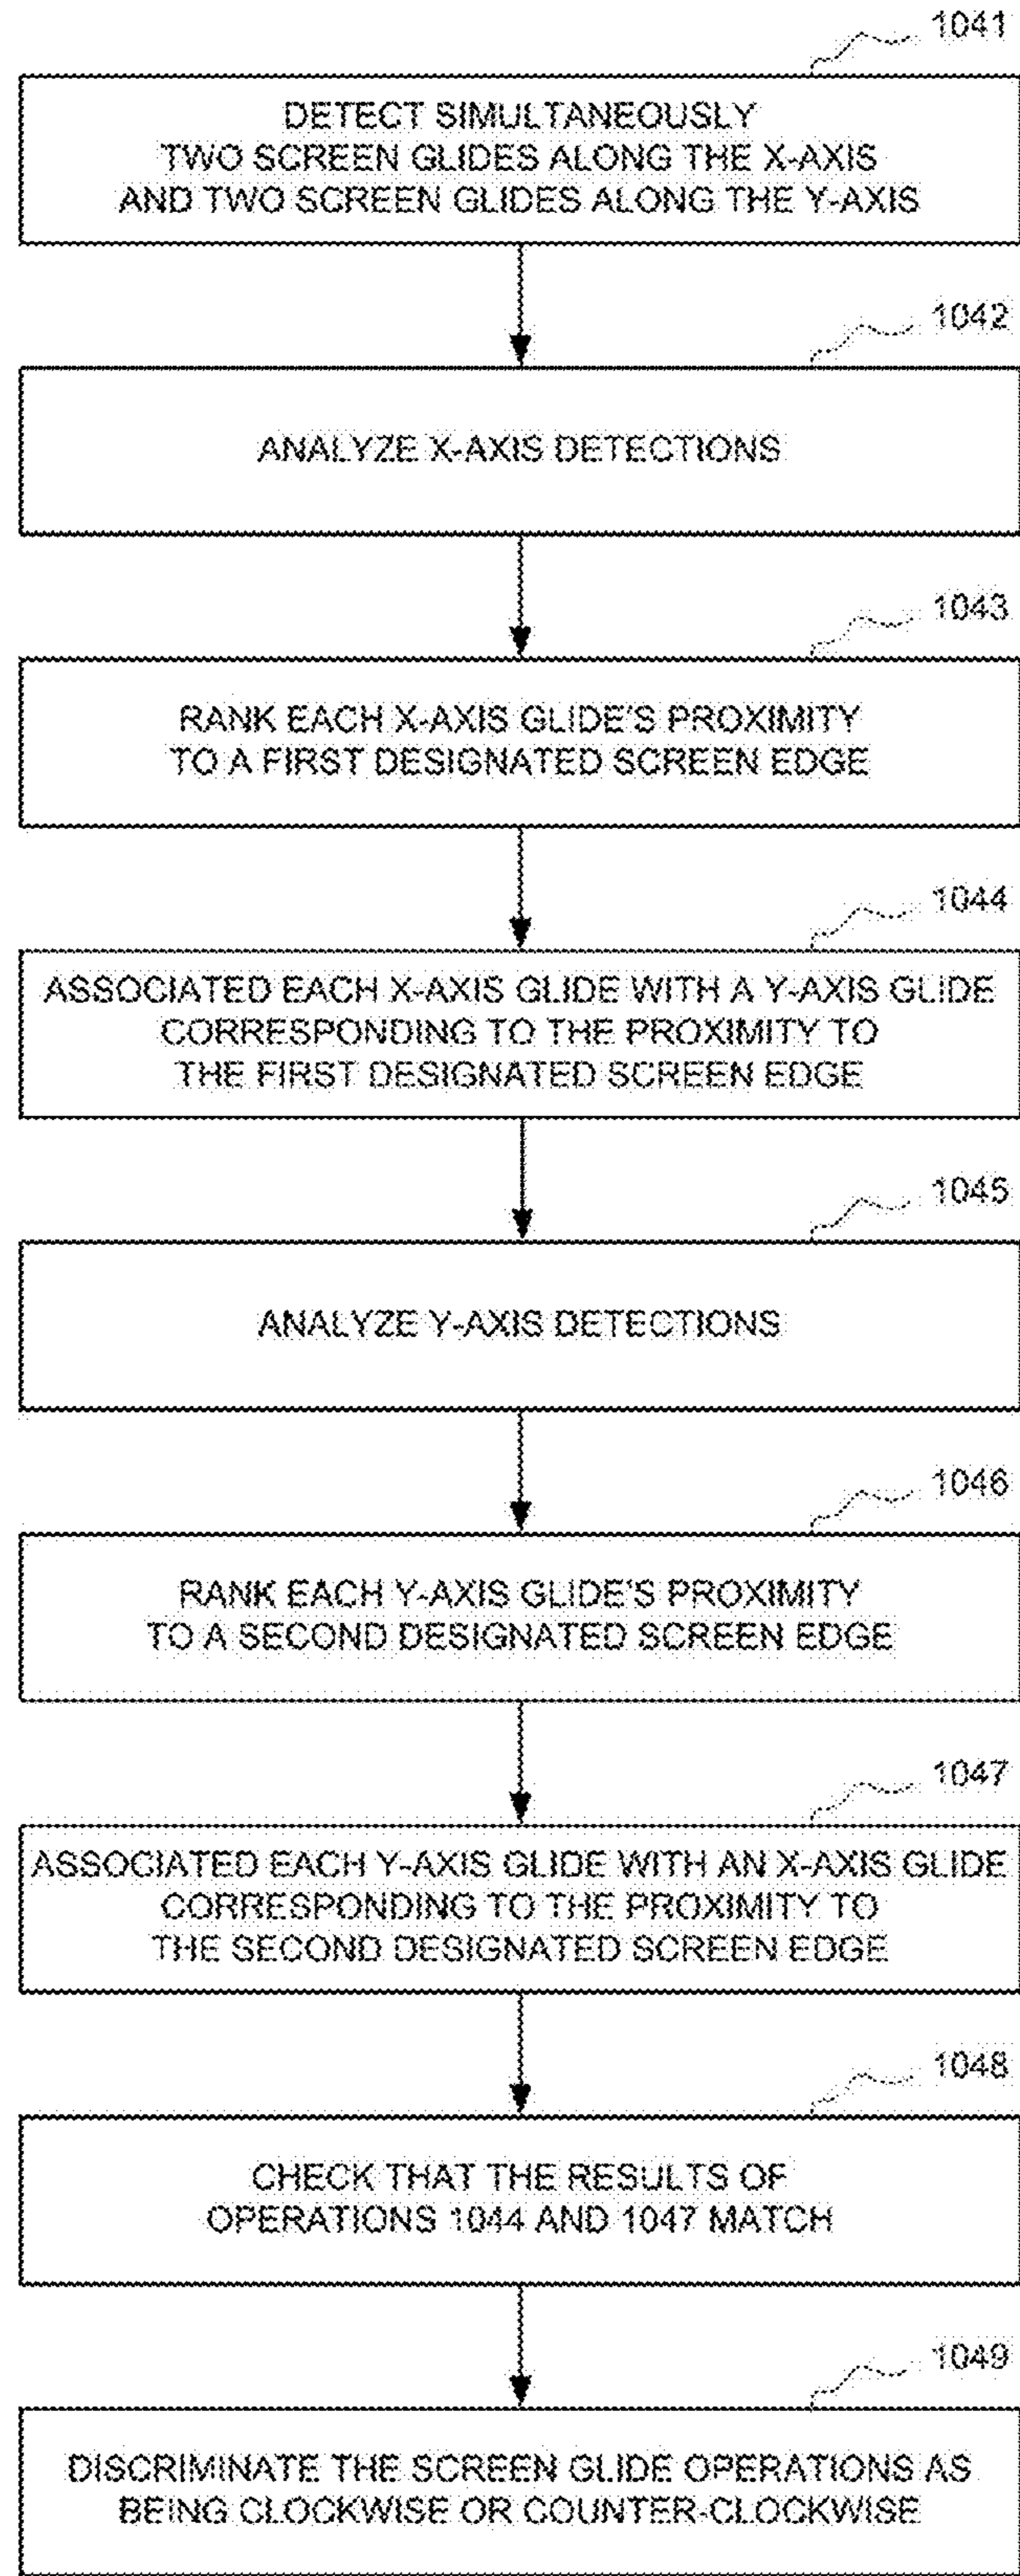 1041
DETECT SIMULTANEOUSLY
TWO SCREEN GLIDES ALONG THE X-AXIS
AND TWO SCREEN GLIDES ALONG THE Y-AXIS
1042
ANALYZE X-AXIS DETECTIONS
1043
RANK EACH X-AXIS GLIDE'S PROXIMITY
TO A FIRST DESIGNATED SCREEN EDGE
1044
ASSOCIATED EACH X-AXIS GLIDE WITH A Y-AXIS GLIDE
CORRESPONDING TO THE PROXIMITY TO
THE FIRST DESIGNATED SCREEN EDGE
1045
ANALYZE Y-AXIS DETECTIONS
1046
RANK EACH Y-AXIS GLIDE'S PROXIMITY
TO A SECOND DESIGNATED SCREEN EDGE
1047
ASSOCIATED EACH Y-AXIS GLIDE WITH AN X-AXIS GLIDE
CORRESPONDING TO THE PROXIMITY TO
THE SECOND DESIGNATED SCREEN EDGE
1048
CHECK THAT THE RESULTS OF
OPERATIONS 1044 AND 1047 MATCH
1049
DISCRIMINATE THE SCREEN GLIDE OPERATIONS AS
BEING CLOCKWISE OR COUNTER-CLOCKWISE